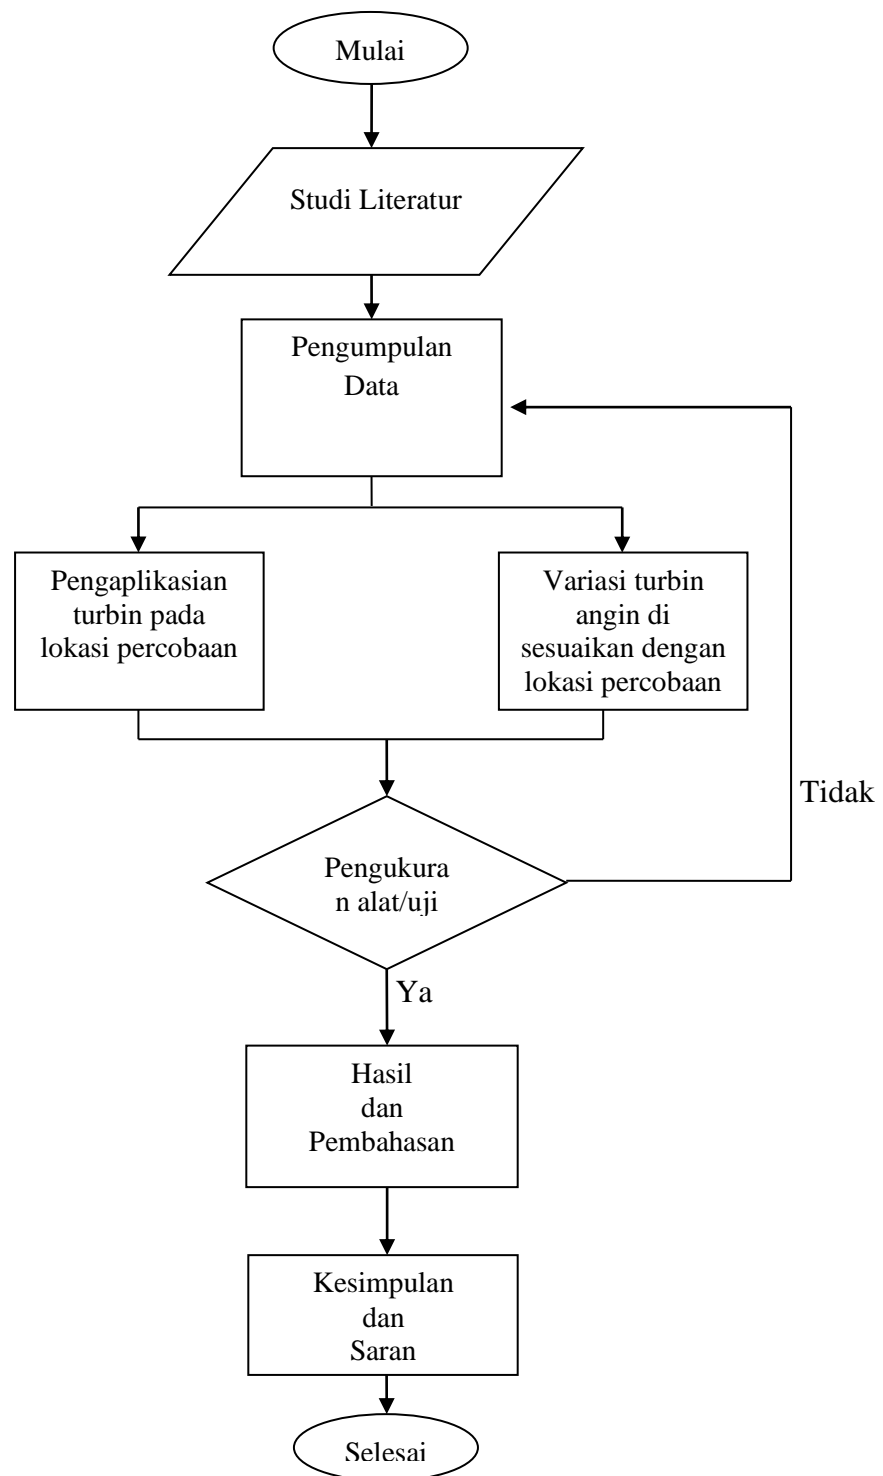 Mulai
Studi Literatur
Pengumpulan
Data
Pengaplikasian
turbin pada
lokasi percobaan
Variasi turbin
angin di
sesuaikan dengan
lokasi percobaan
Tidak
Pengukura
n alat/uji
Ya
Hasil
dan
Pembahasan
Kesimpulan
dan
Saran
Selesai